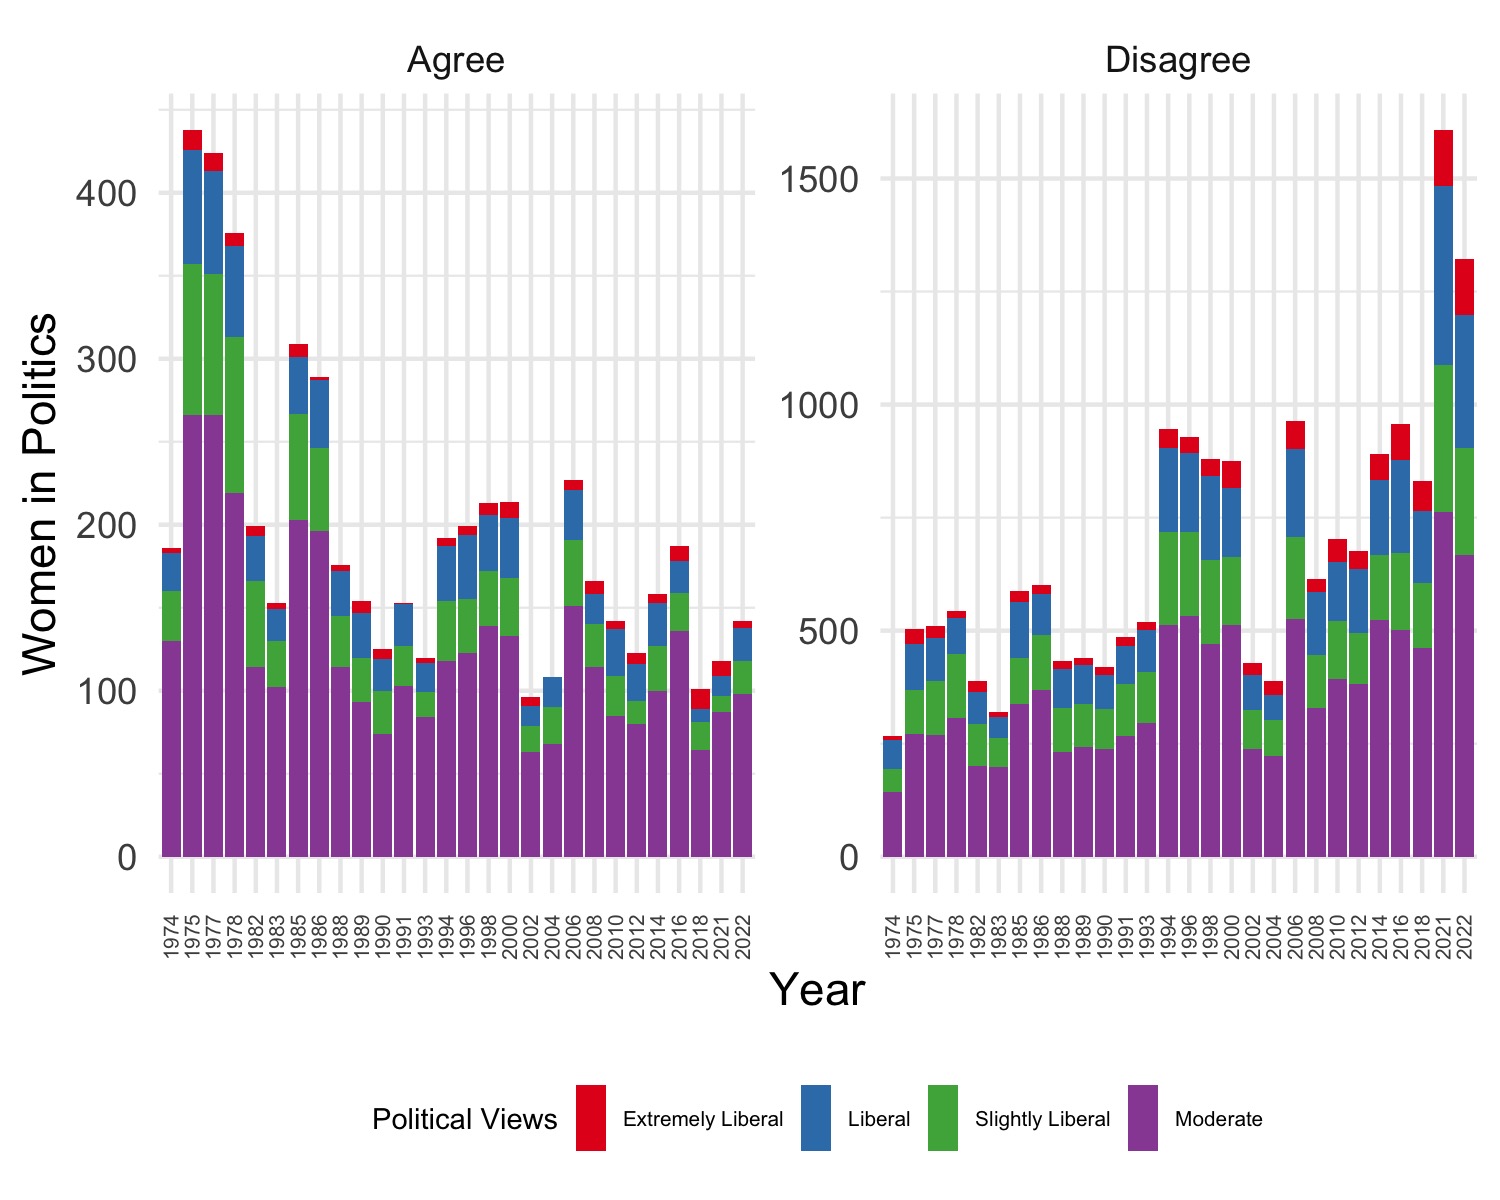 Agree Disagree
Women in Politics
400
300
200
100
0
1500
1000
500
0
1974 1975 1977 1978 1982 1983 1985 1986 1988 1989 1990 1991 1993 1994 1996 1998 2000 2002 2004 2006 2008 2010 2012 2014 2016 2018 2021 2022
1974 1975 1977 1978 1982 1983 1985 1986 1988 1989 1990 1991 1993 1994 1996 1998 2000 2002 2004 2006 2008 2010 2012 2014 2016 2018 2021 2022
Year
Political Views Extremely Liberal Liberal Slightly Liberal Moderate